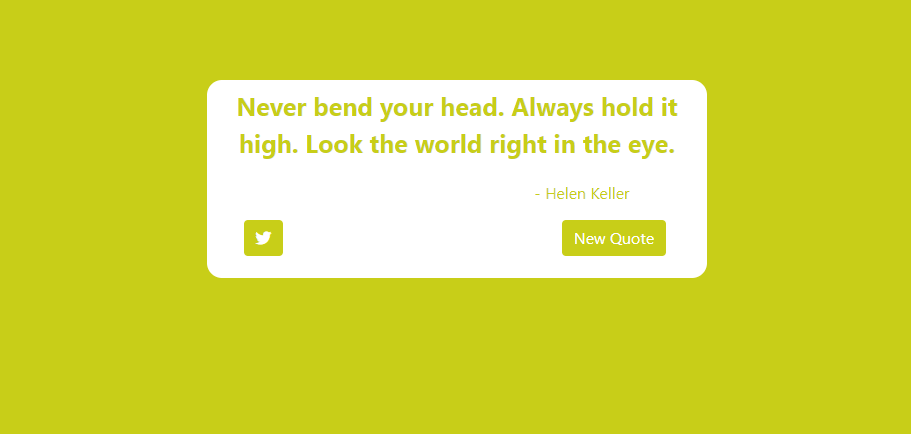 Never bend your head. Always hold it
high. Look the world right in the eye.
- Helen Keller
New Quote